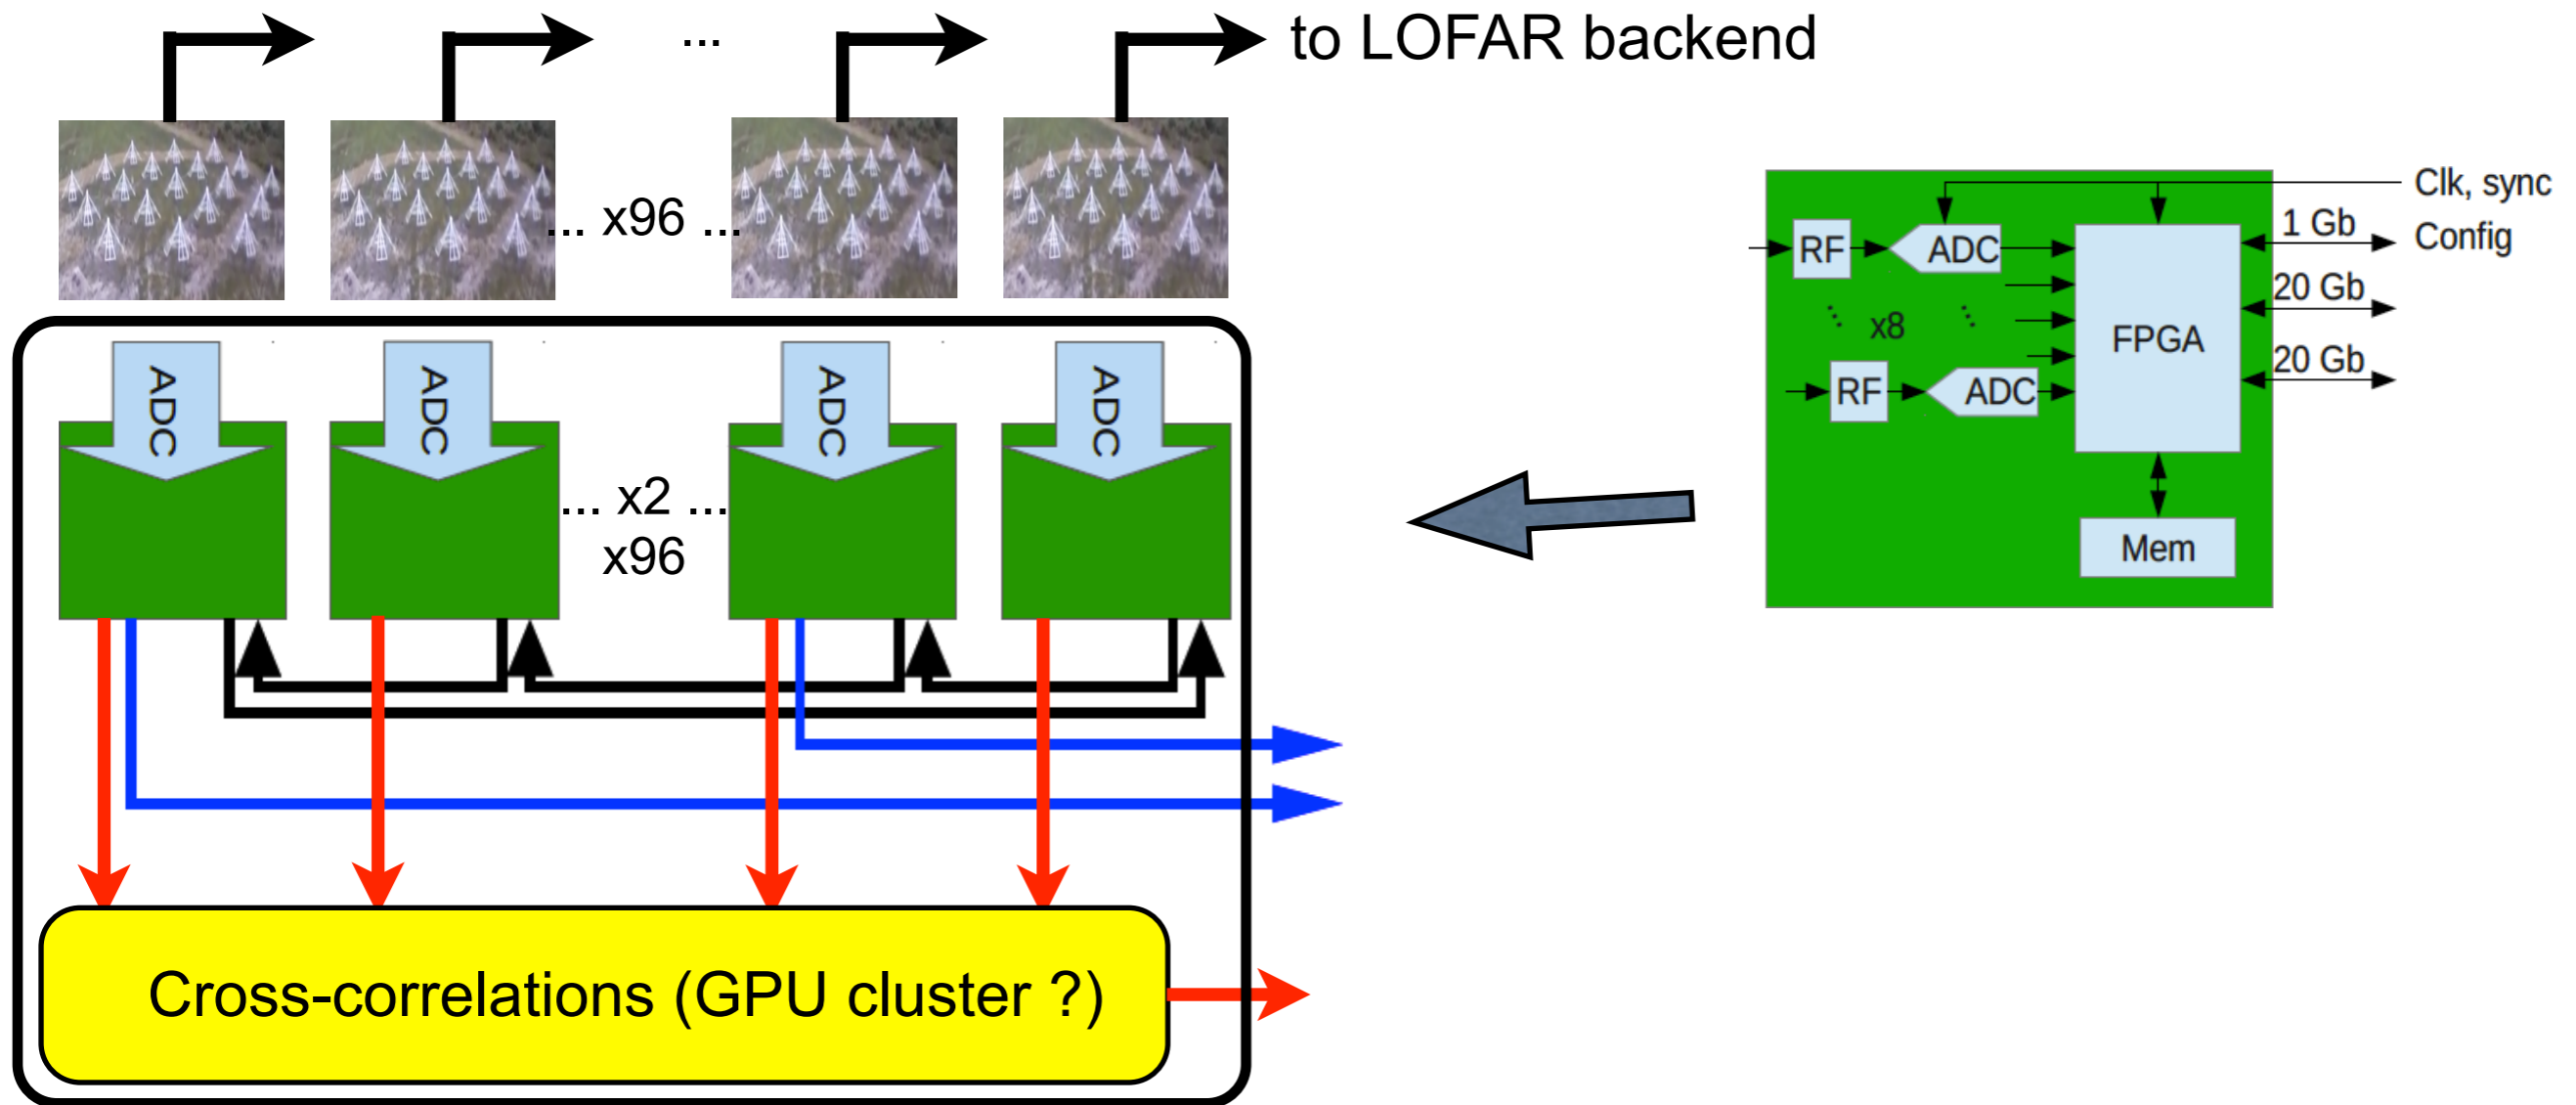 ... to LOFAR backend
... x96 ...
ADC ADC ADC ADC
... x2 ...
x96
Cross-correlations (GPU cluster ?)
Clk, sync
1 Gb Config
RF ADC
20 Gb
x8
FPGA
20 Gb
RF ADC
Mem